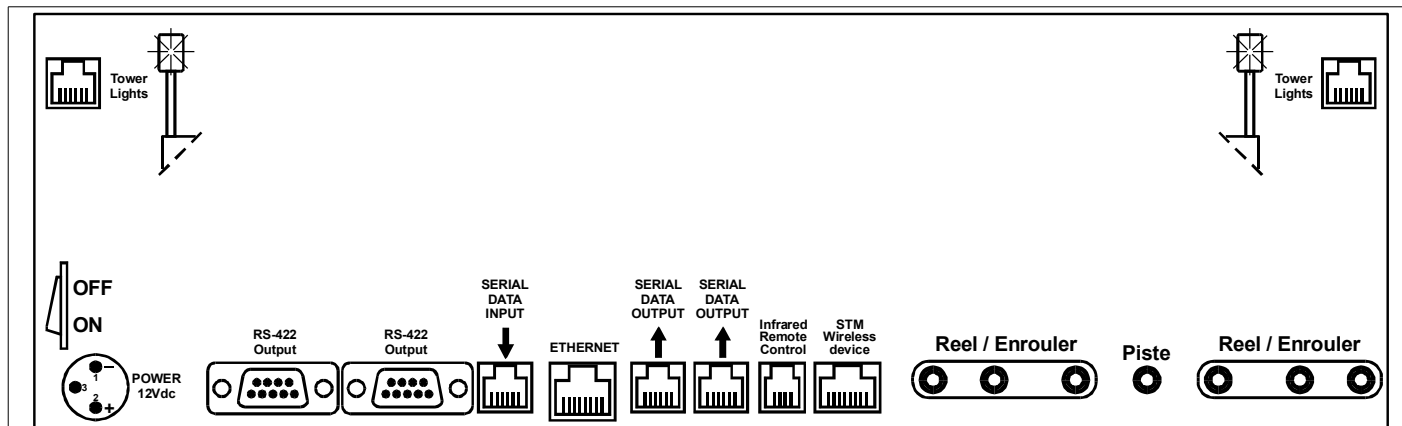 Tower
Lights
Tower
Lights
OFF
ON
1
3
2
−
+
POWER
12Vdc
RS-422
Output
RS-422
Output
SERIAL
DATA
INPUT
ETHERNET
SERIAL
DATA
OUTPUT
SERIAL
DATA
OUTPUT
Infrared
Remote
Control
STM
Wireless
device
Reel / Enrouler
Piste
Reel / Enrouler